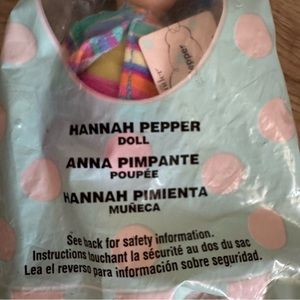 Pepper
HANNAH PEPPER
DOLL
ANNA PIMPANTE
POUPÉE
HANNAH PIMIENTA
MUÑECA
See back for safety information.
Instructions touchant la sécurité au dos du sac
Lea el reverso para información sobre seguridad.